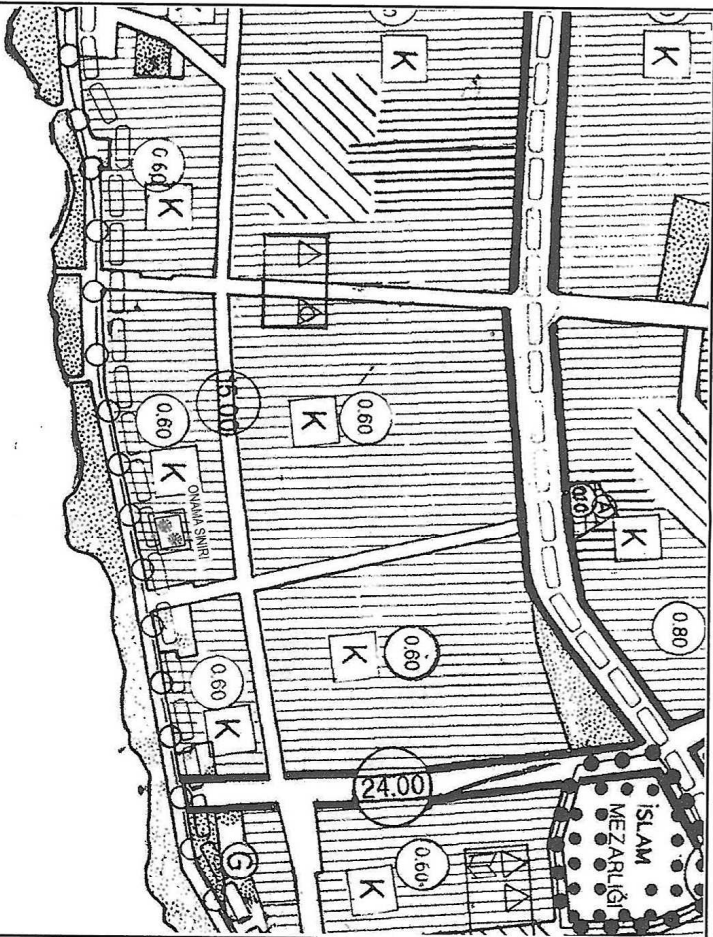 K
K
0.60
K
0.60
K
0.60
K
15.00
ONAMA SINIRI
A
K
0.80
0.60
K
0.60
K
24.00
İSLAM
MEZARLIĞI
0.60
K
G